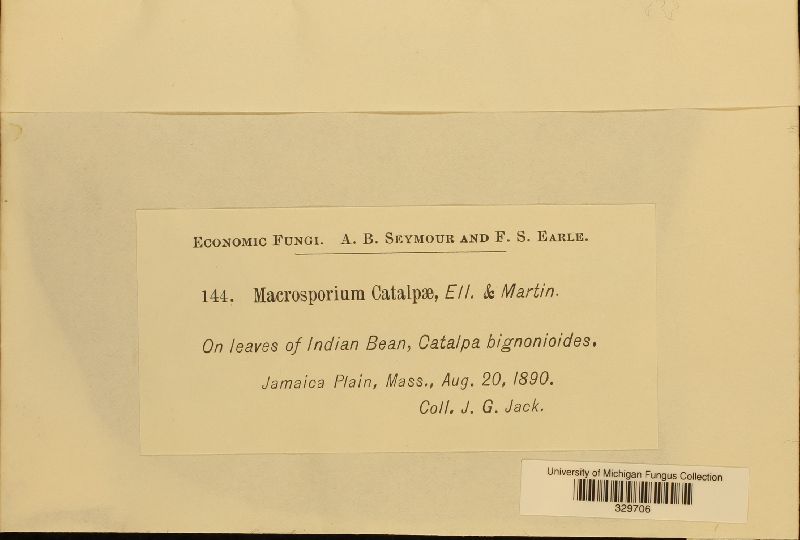 Economic Fungi. A. B. Seymour and F. S. Earle.
144. Macrosporium Catalpæ, Ell. & Martin.
On leaves of Indian Bean, Catalpa bignonioides.
Jamaica Plain, Mass., Aug. 20, 1890.
Coll. J. G. Jack.
University of Michigan Fungus Collection
329706